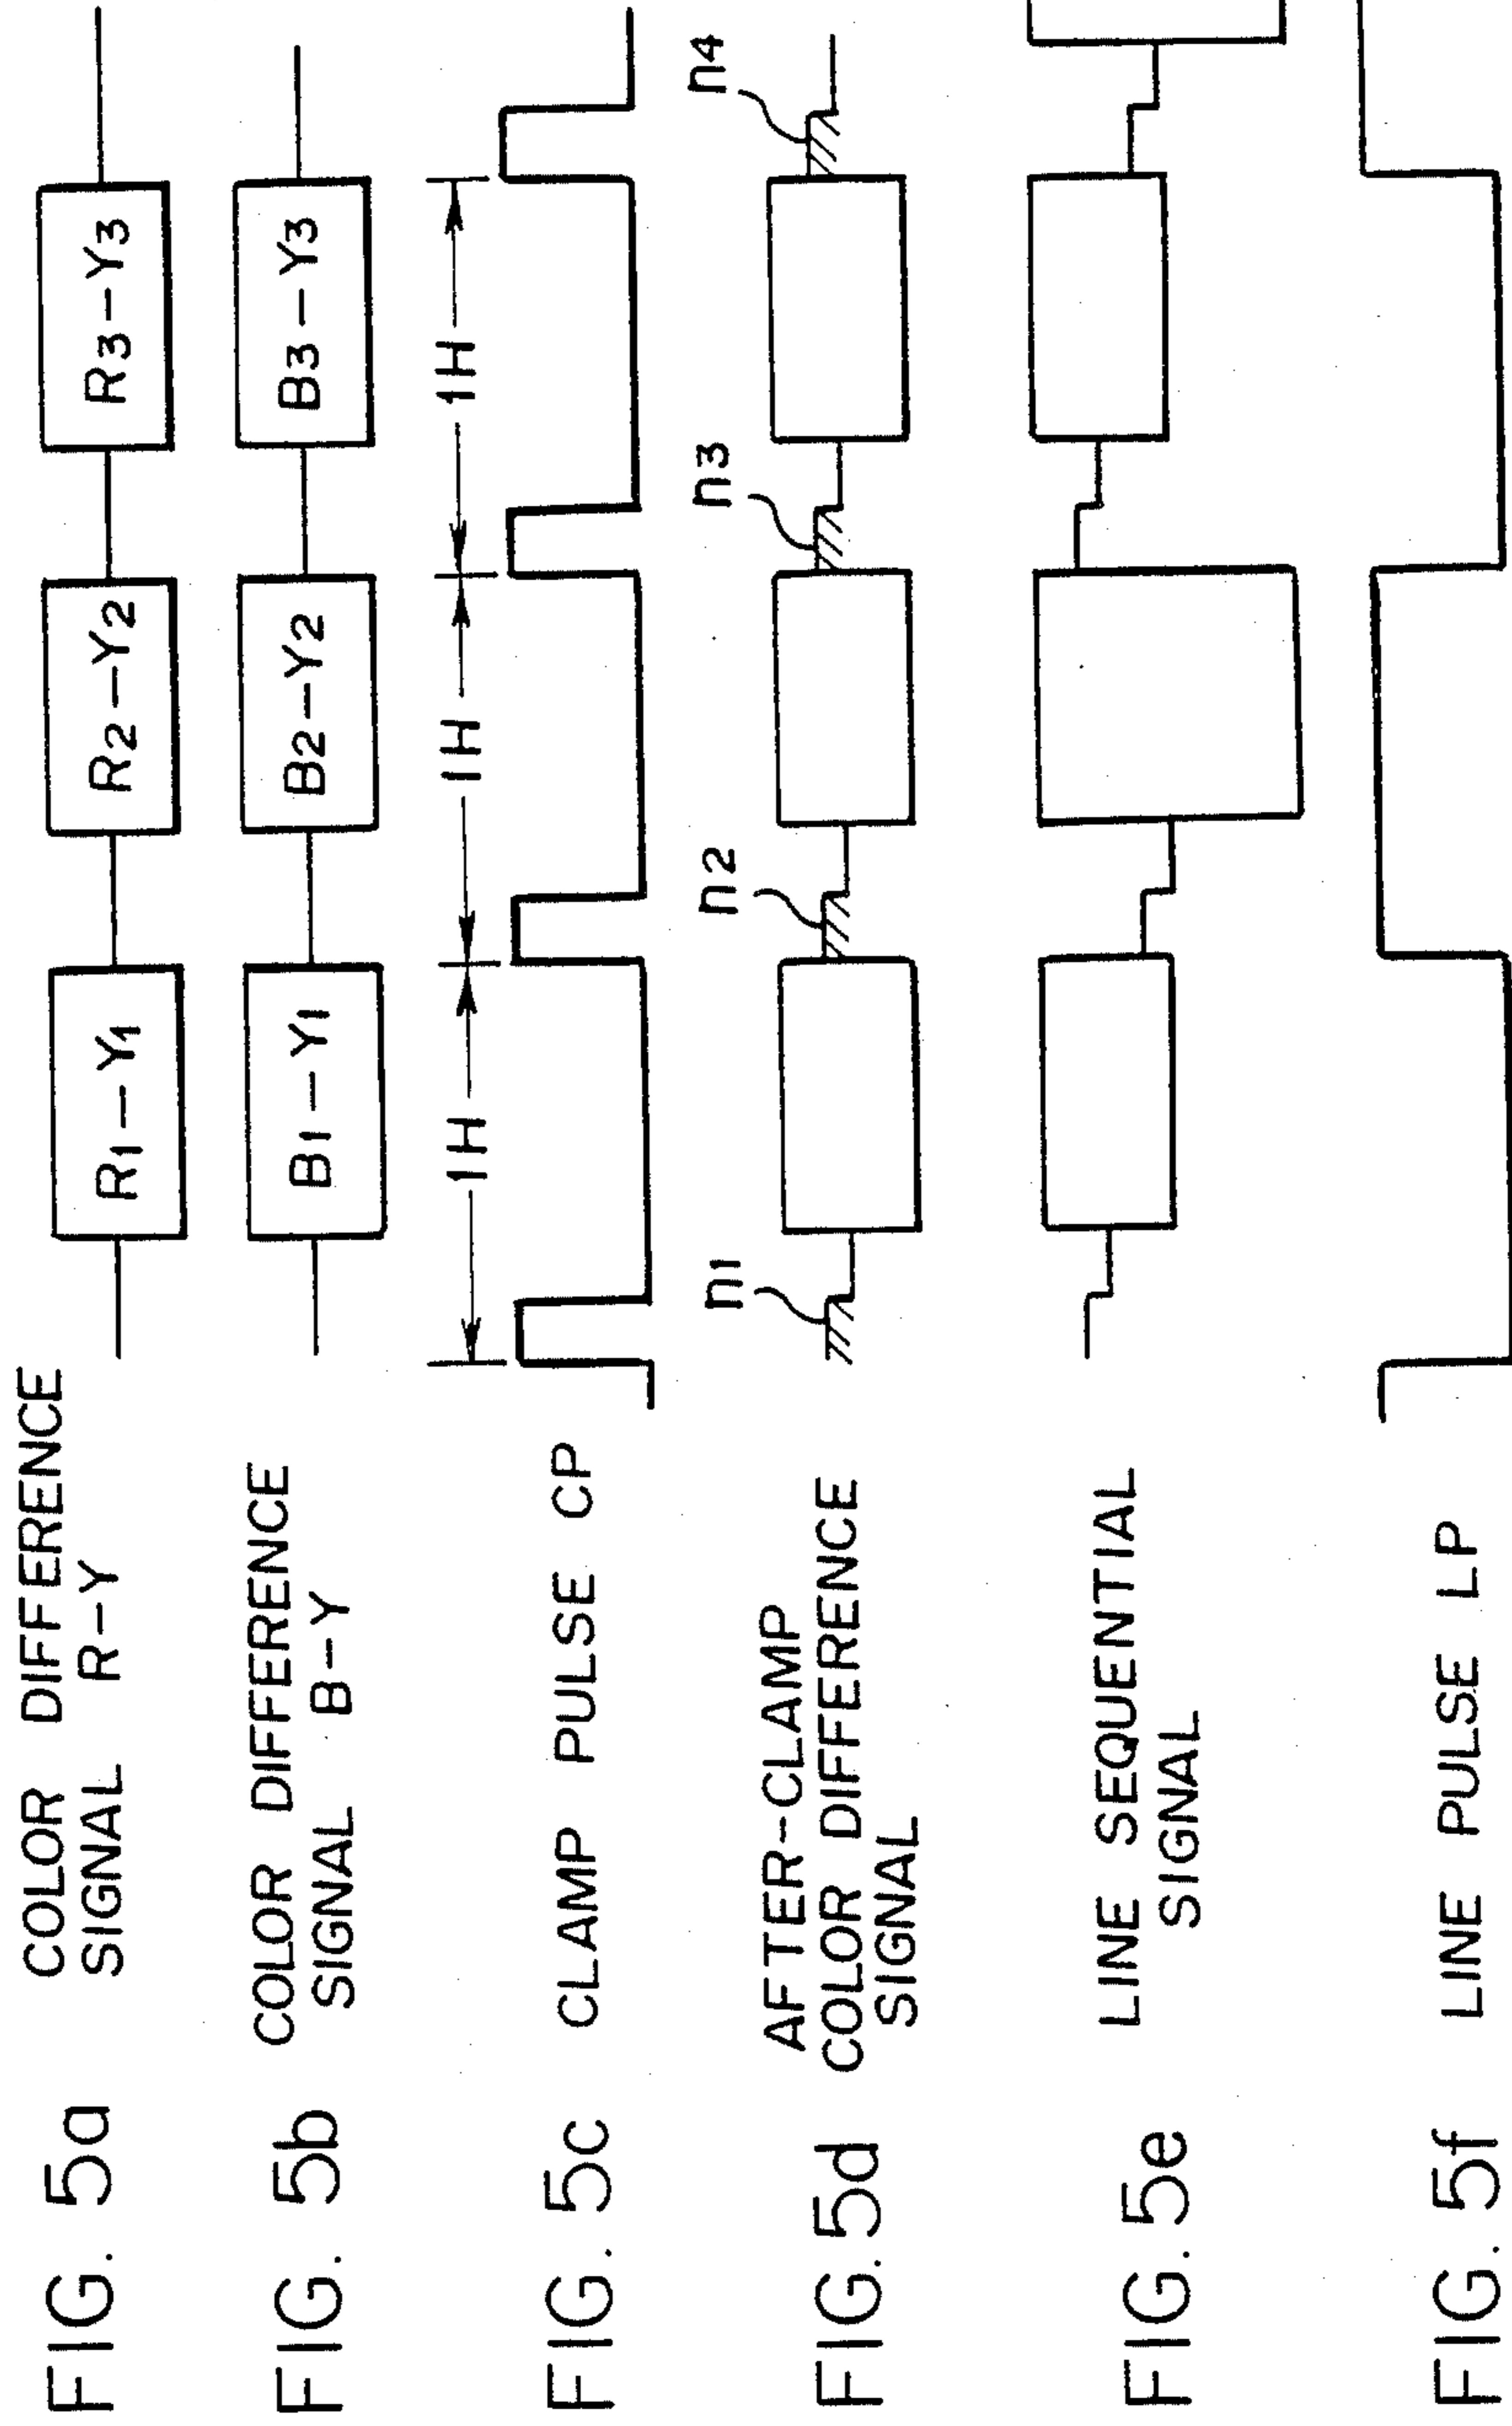 FIG. 5a
COLOR DIFFERENCE
SIGNAL R-Y
R1-Y1
R2-Y2
R3-Y3
FIG. 5b
COLOR DIFFERENCE
SIGNAL B-Y
B1-Y1
B2-Y2
B3-Y3
FIG. 5c
CLAMP PULSE CP
1H
1H
1H
FIG. 5d
AFTER-CLAMP
COLOR DIFFERENCE
SIGNAL
n1
n2
n3
n4
FIG. 5e
LINE SEQUENTIAL
SIGNAL
FIG. 5f
LINE PULSE LP